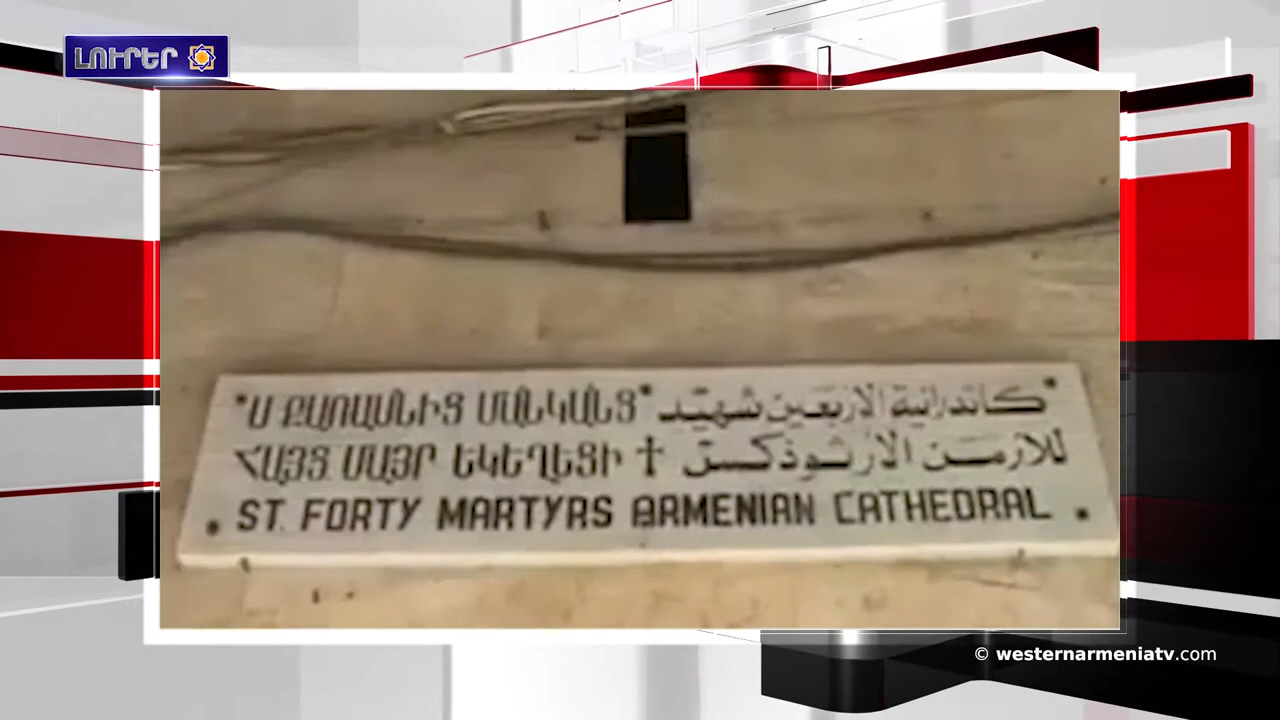 ԼՈՒՐԵՐ
"Ս ՔԱՌԱՍՆԻՑ ՄԱՆԿԱՆՑ" كاتدرائية الاربعين شهيد
ՀԱՅՑ. ՄԱՅՐ ԵԿԵՂԵՑԻ ✝ للارمن الارثوذكس
ST. FORTY MARTYRS ARMENIAN CATHEDRAL
© westernarmeniatv.com